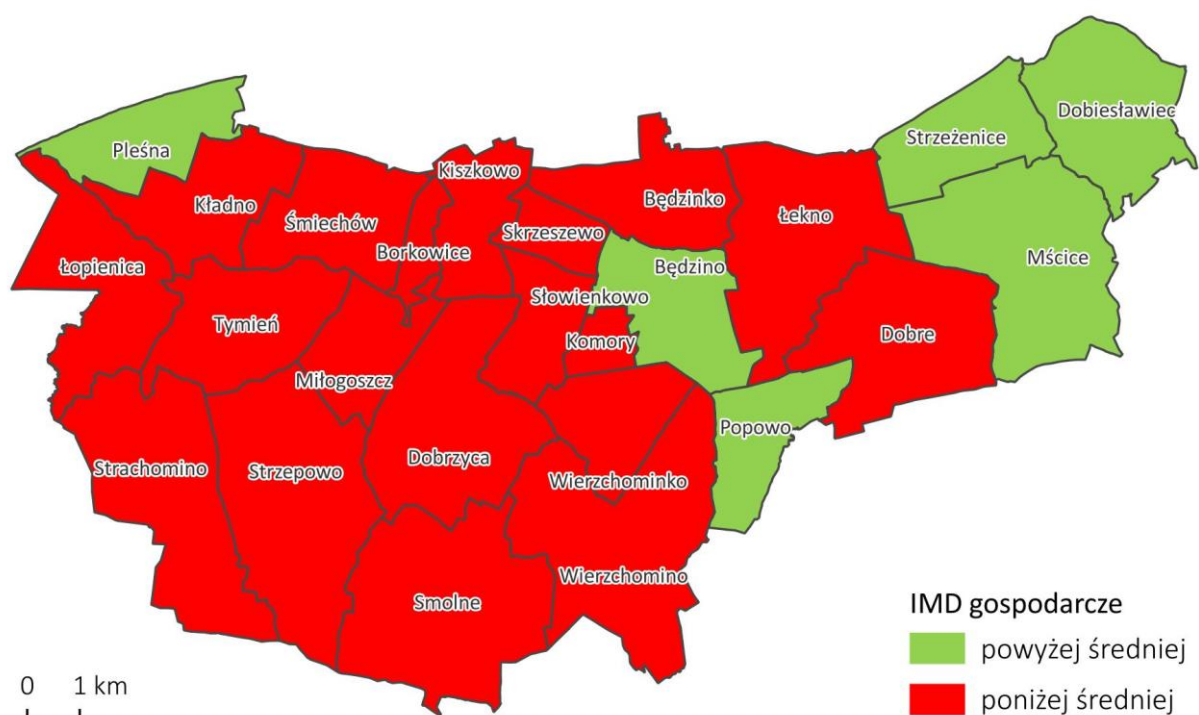 Dobiesławiec
Strzeżenice
Pleśna
Kiszkowo
Kładno
Będzinko
Łekno
Śmiechów
Skrzeszewo
Borkowice
Mścice
Łopienica
Będzino
Słowienkowo
Tymień
Dobre
Komory
Miłogoszcz
Popowo
Dobrzyca
Strachomino
Strzepowo
Wierzchominko
Wierzchomino
Smolne
IMD gospodarcze
powyżej średniej
poniżej średniej
0 1 km